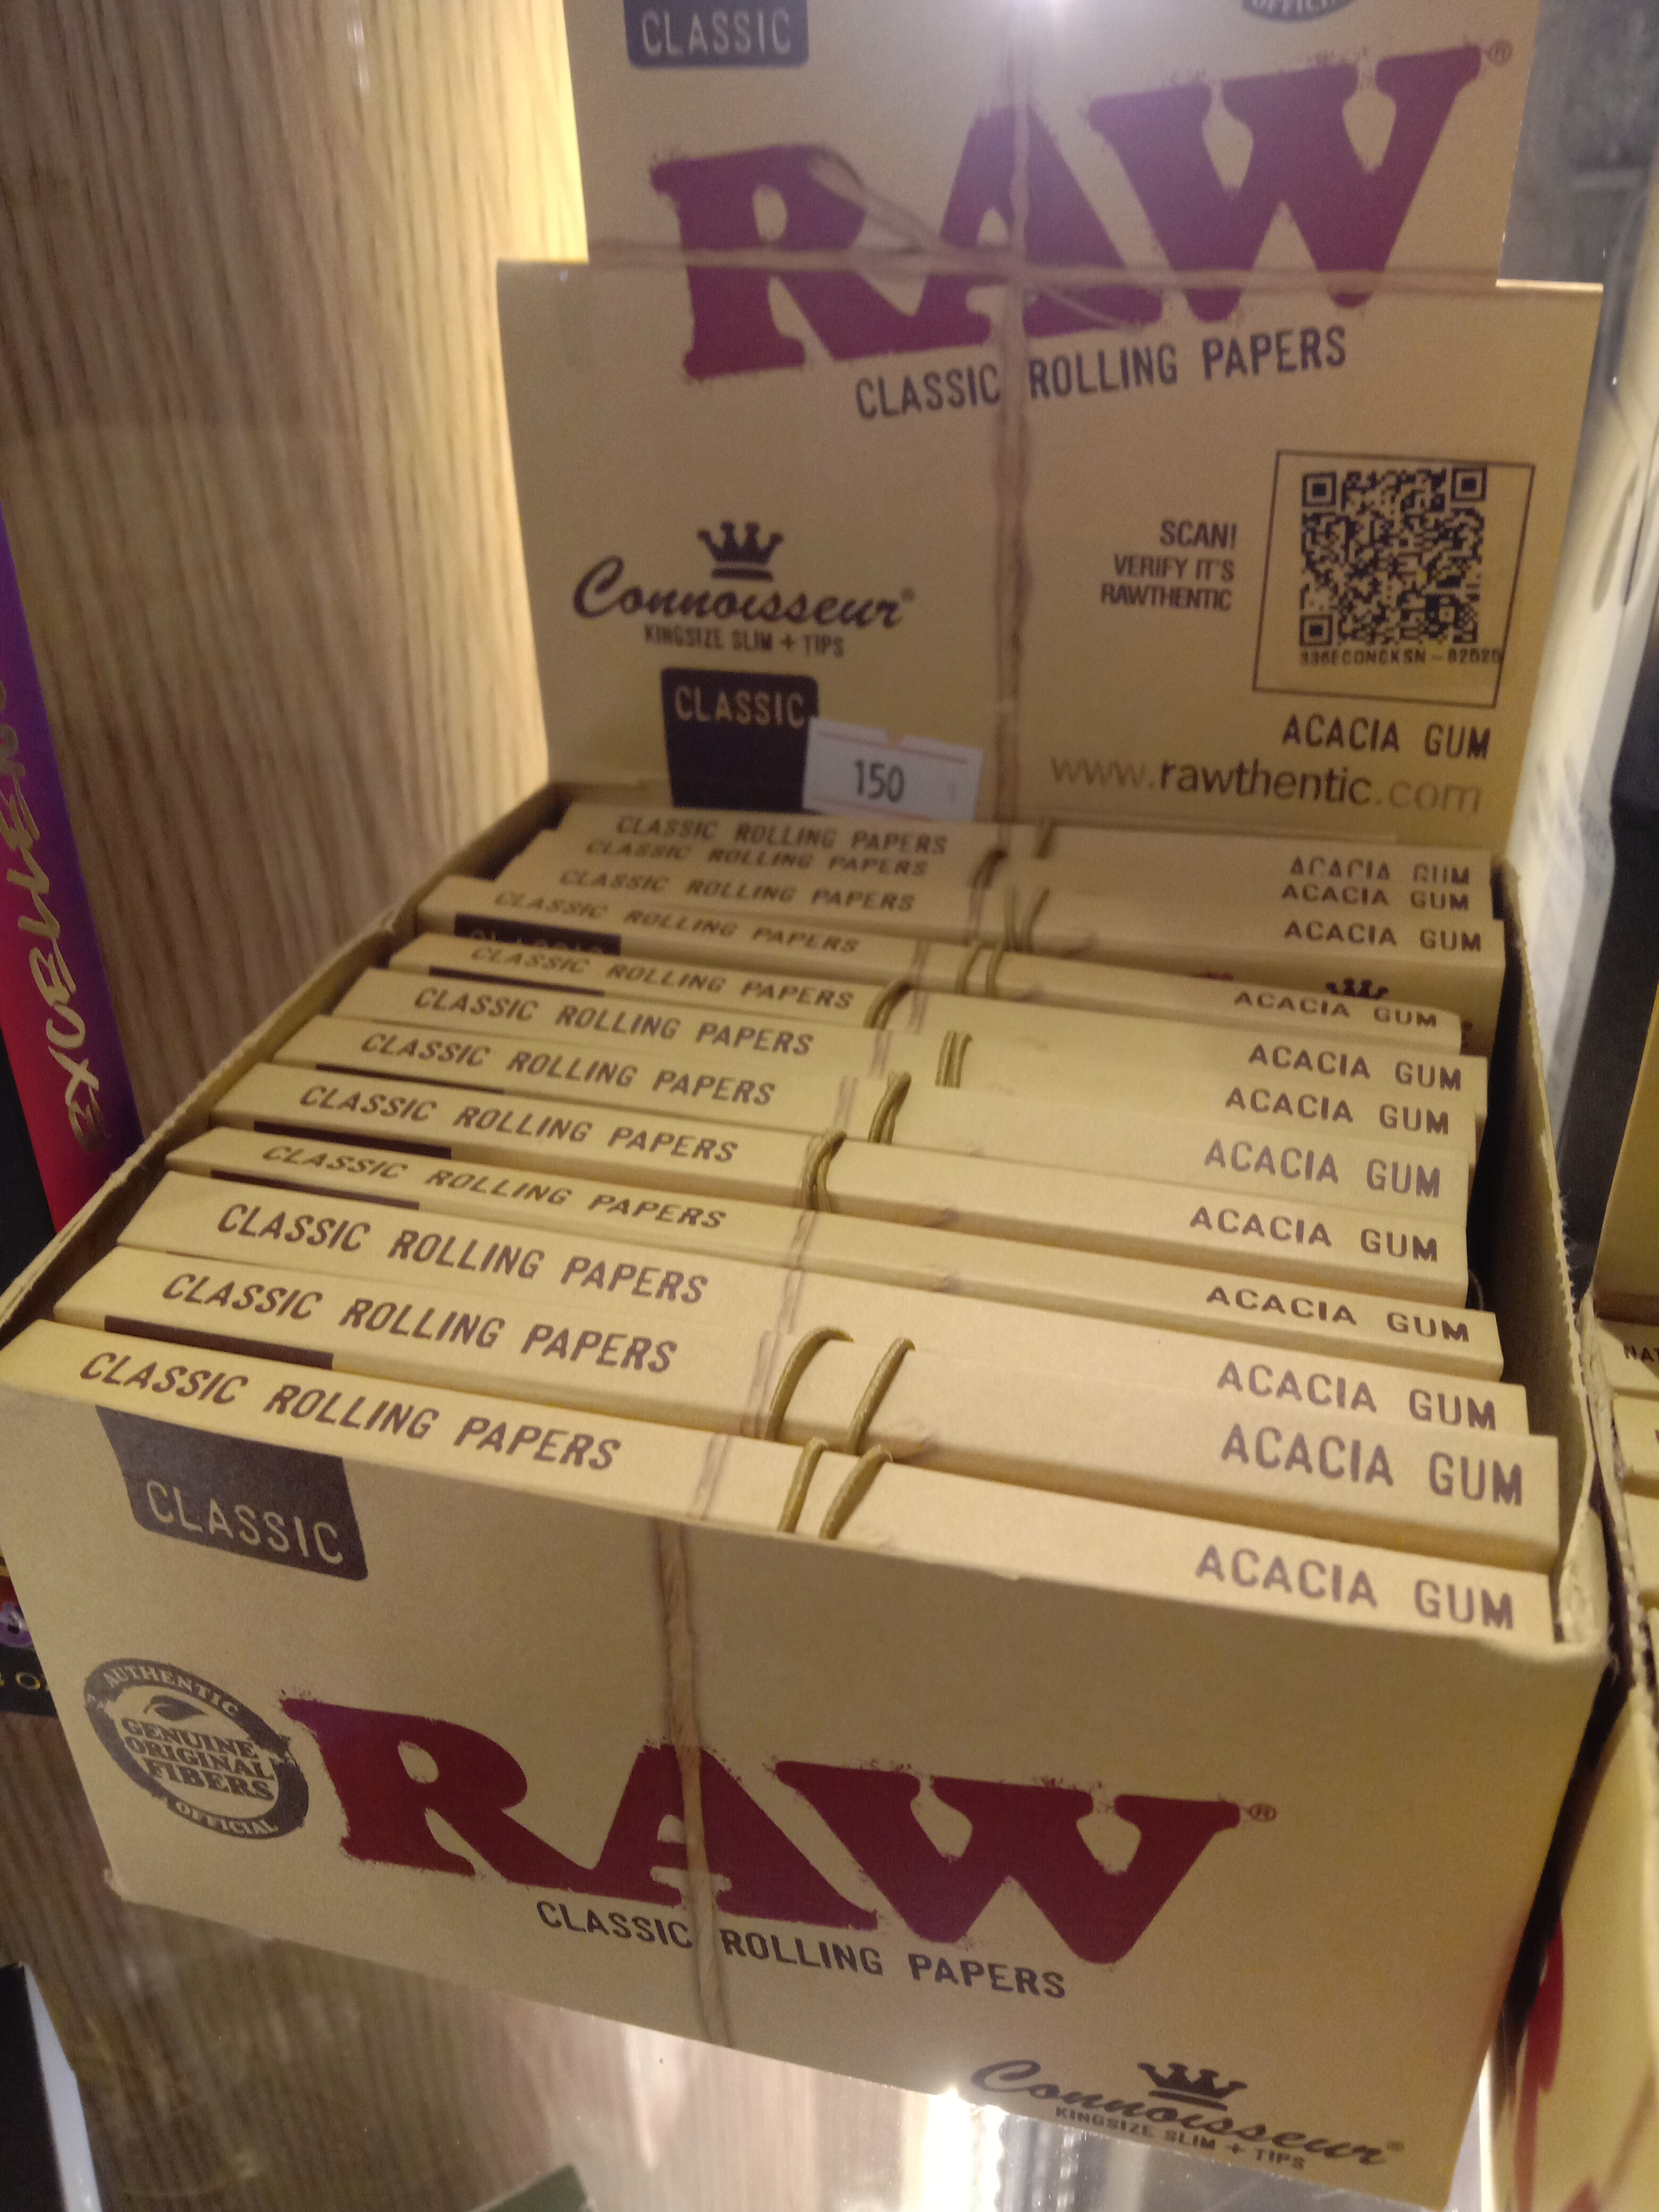 CLASSIC
RAW®
CLASSIC ROLLING PAPERS
Connoisseur®
KINGSIZE SLIM + TIPS
SCAN!
VERIFY IT'S
RAWTHENTIC
CLASSIC
ACACIA GUM
www.rawthentic.com
150
CLASSIC ROLLING PAPERS ACACIA GUM
CLASSIC ROLLING PAPERS ACACIA GUM
CLASSIC ROLLING PAPERS ACACIA GUM
CLASSIC ROLLING PAPERS ACACIA GUM
CLASSIC ROLLING PAPERS ACACIA GUM
CLASSIC ROLLING PAPERS ACACIA GUM
CLASSIC ROLLING PAPERS ACACIA GUM
CLASSIC ROLLING PAPERS ACACIA GUM
CLASSIC ROLLING PAPERS ACACIA GUM
CLASSIC ROLLING PAPERS ACACIA GUM
CLASSIC ROLLING PAPERS ACACIA GUM
CLASSIC ROLLING PAPERS ACACIA GUM
CLASSIC
AUTHENTIC
GENUINE
ORIGINAL
FIBERS
OFFICIAL
RAW®
CLASSIC ROLLING PAPERS
Connoisseur®
KINGSIZE SLIM + TIPS